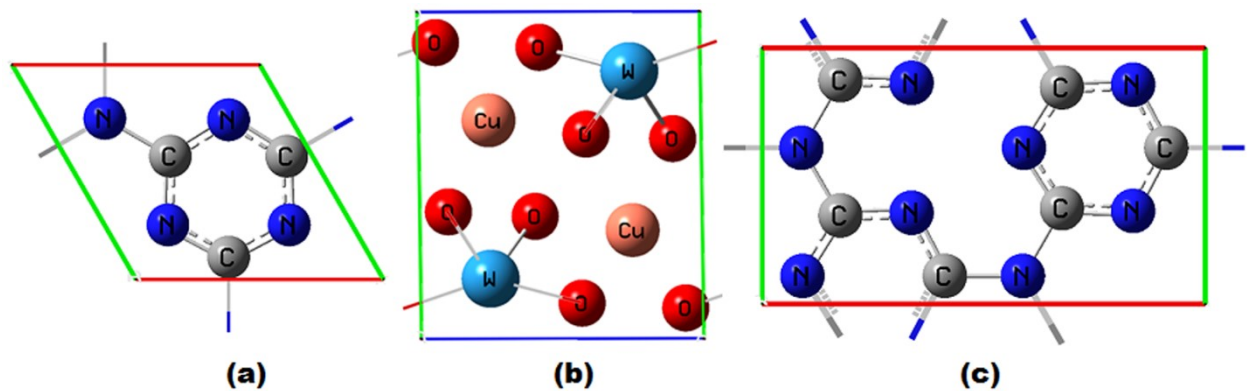 N N
C C
N N
C
(a)
O O W
Cu O O
O O Cu
W O O
(b)
C N C N
N N C
C N C N
N C N
(c)